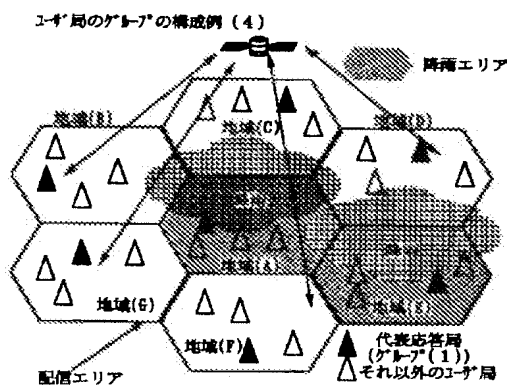 ﾕｰｻﾞ局のｸﾞﾙｰﾌﾟの構成例(4)
降雨エリア
地域(B)
地域(C)
地域(D)
地域(A)
地域(G)
地域(F)
地域(E)
配信エリア
代表応答局
(ｸﾞﾙｰﾌﾟ(1))
それ以外のﾕｰｻﾞ局